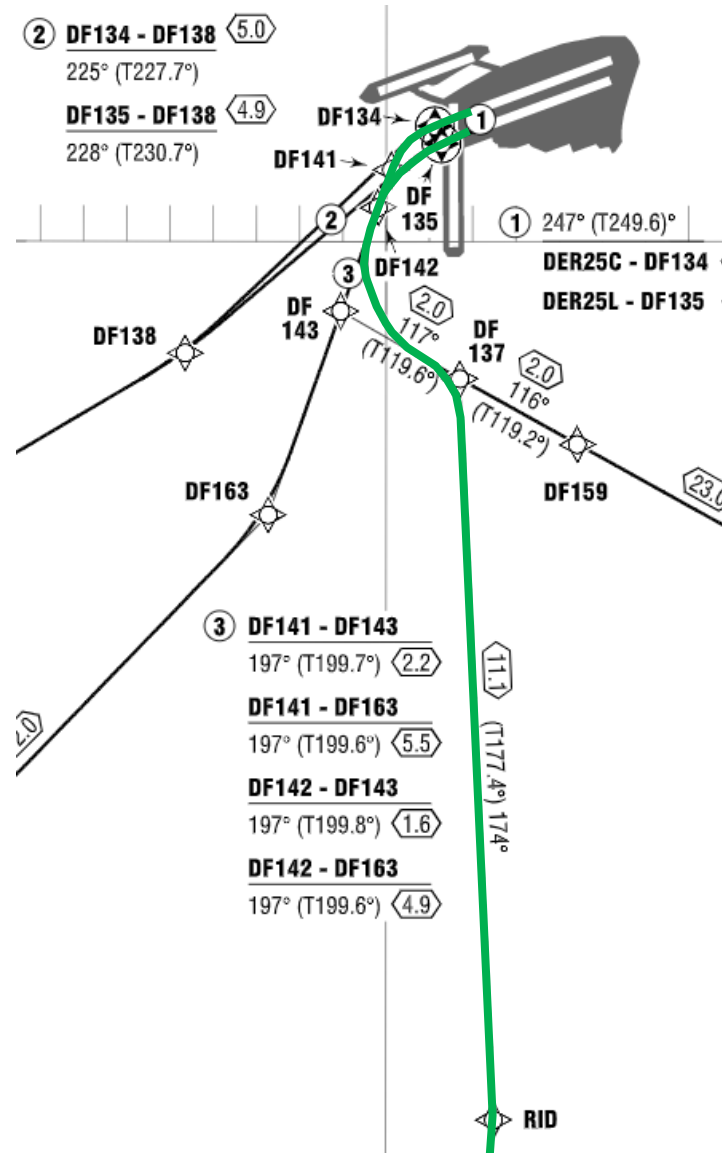 2 DF134 - DF138 5.0
225° (T227.7°)
DF135 - DF138 4.9
228° (T230.7°)
DF134
1
DF141
DF
135
2
1 247° (T249.6)°
DER25C - DF134
DER25L - DF135
DF142
3
DF
143
2.0
117°
(T119.6°)
DF
137
2.0
116°
(T119.2°)
DF138
DF159
23.0
DF163
3 DF141 - DF143
197° (T199.7°) 2.2
DF141 - DF163
197° (T199.6°) 5.5
DF142 - DF143
197° (T199.8°) 1.6
DF142 - DF163
197° (T199.6°) 4.9
11.1
(T177.4°) 174°
RID